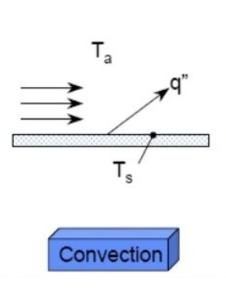 Tₐ
q”
Tₛ
Convection